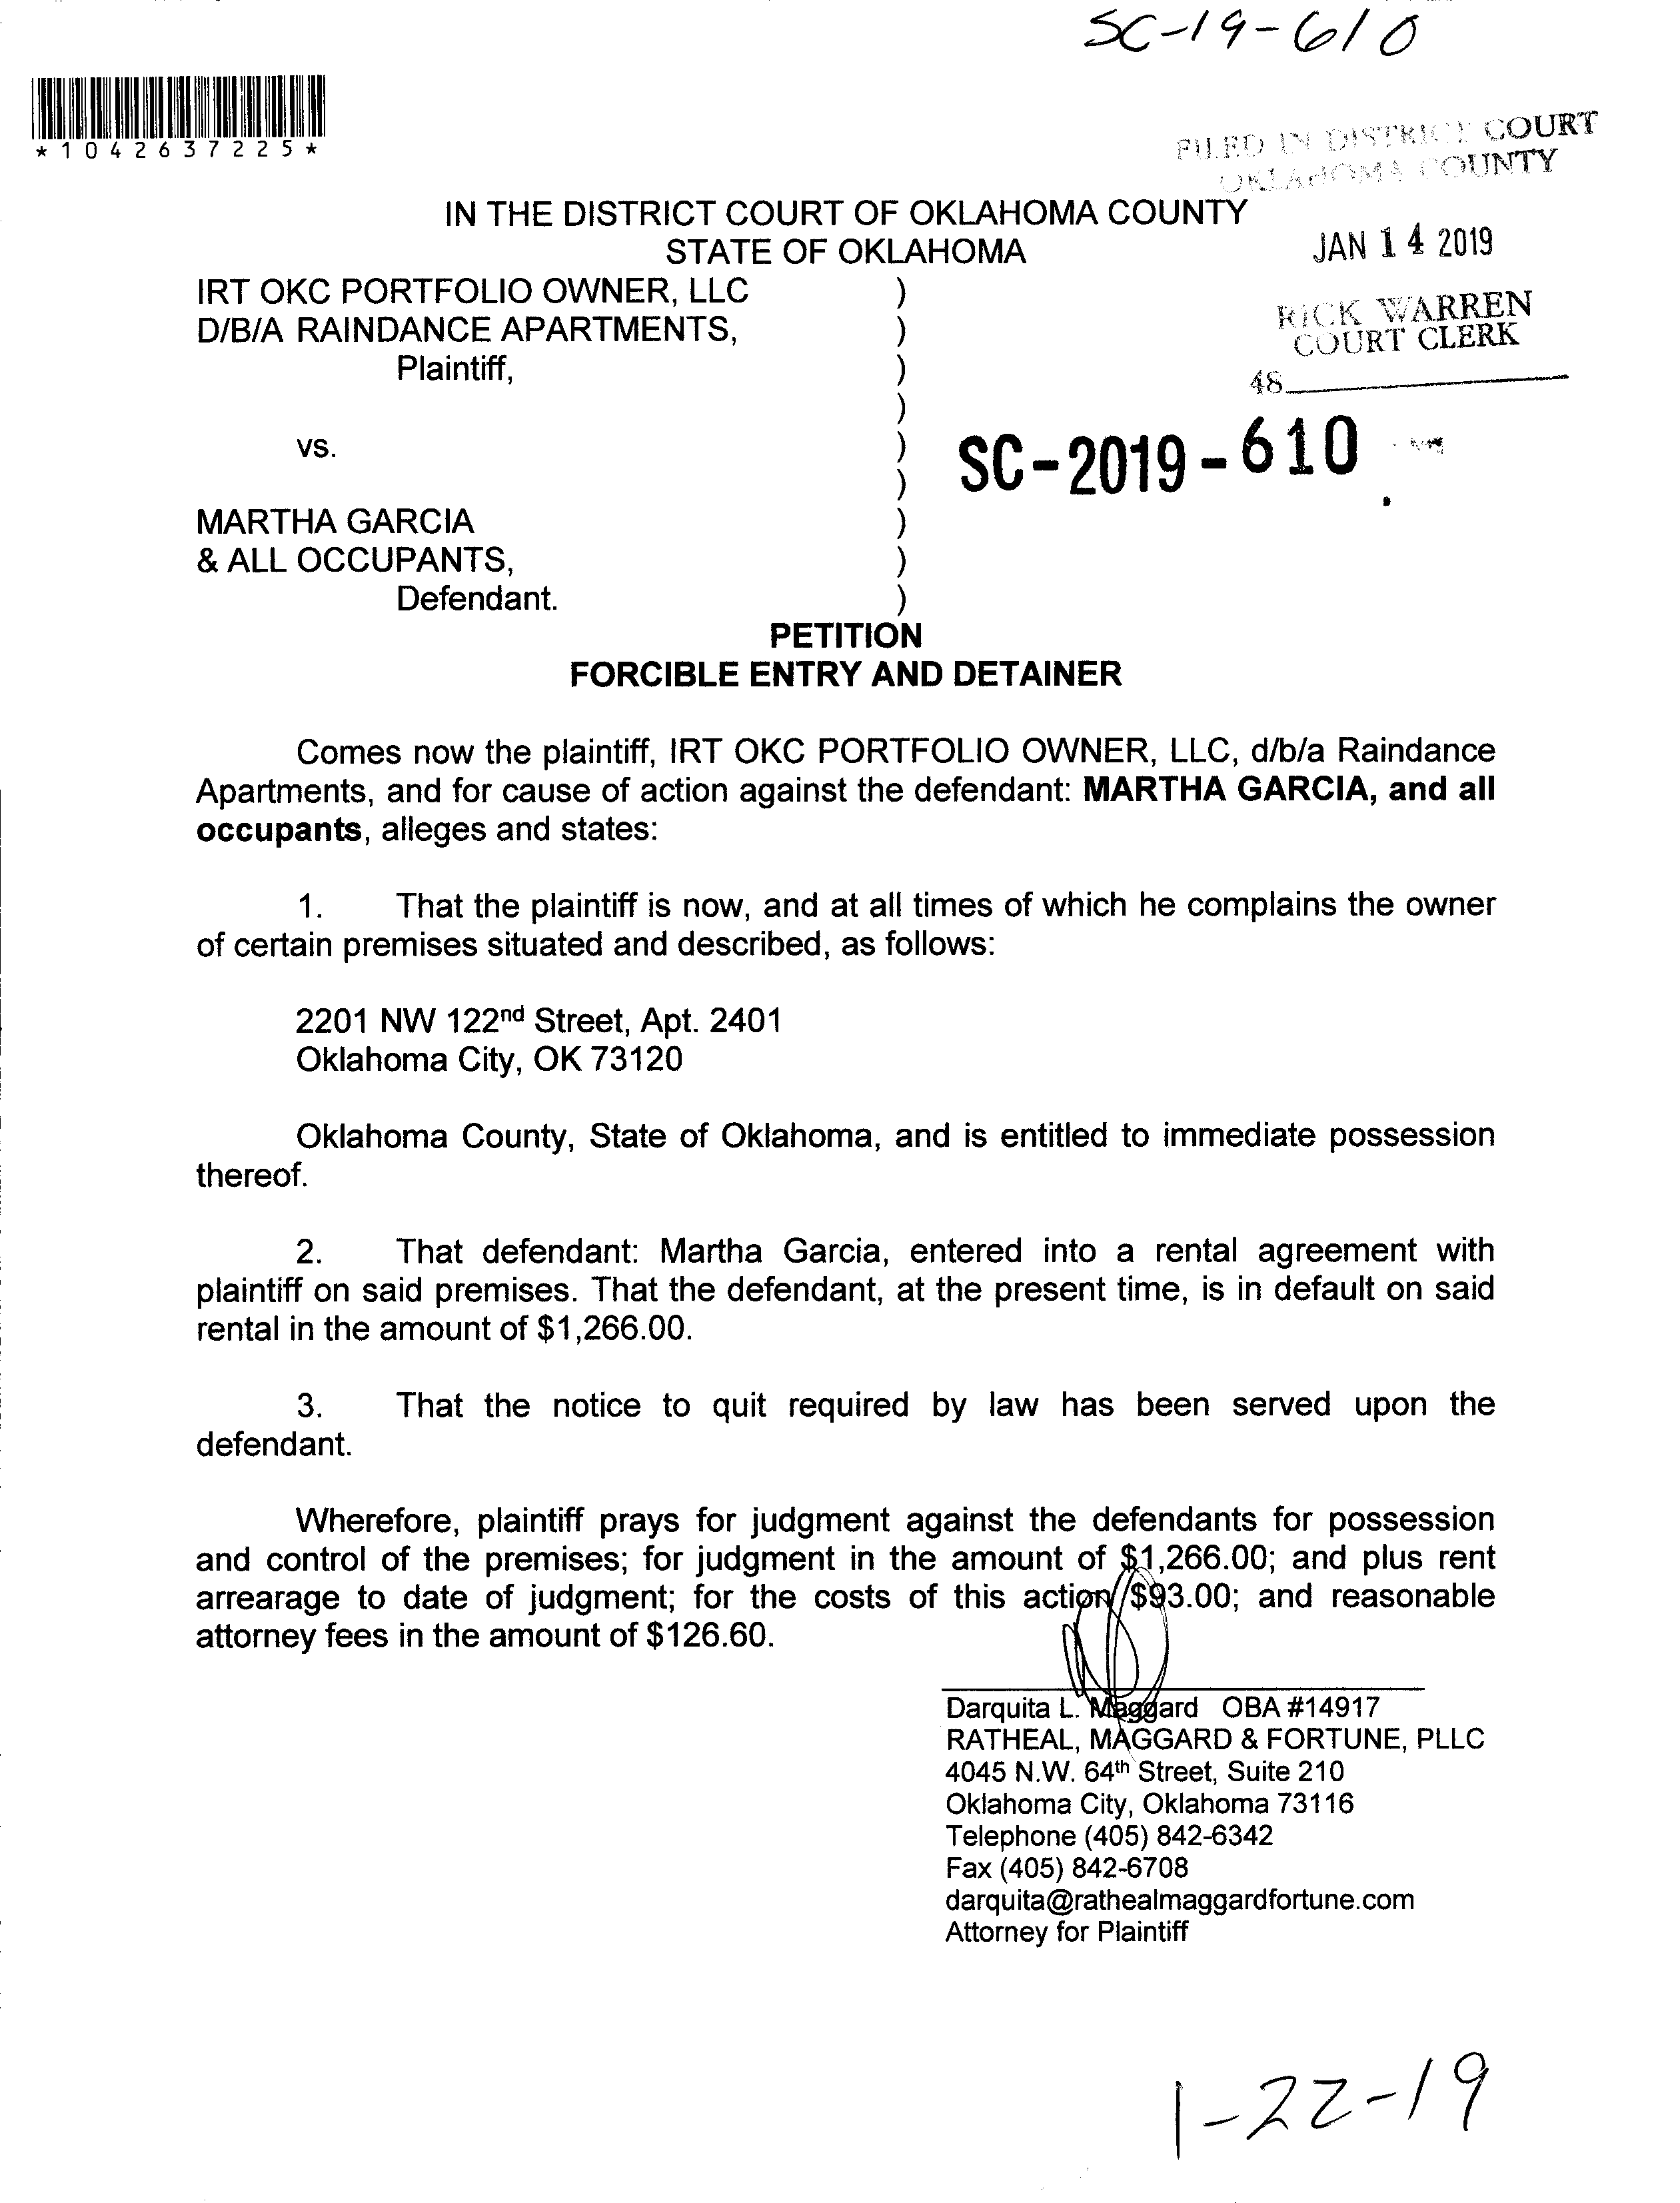 SC-19-610
*1042637225*
FILED IN DISTRICT COURT
OKLAHOMA COUNTY
IN THE DISTRICT COURT OF OKLAHOMA COUNTY
STATE OF OKLAHOMA
JAN 14 2019
IRT OKC PORTFOLIO OWNER, LLC )
D/B/A RAINDANCE APARTMENTS, )
RICK WARREN
COURT CLERK
Plaintiff, )
48
)
vs. )
SC-2019-610
)
MARTHA GARCIA )
& ALL OCCUPANTS, )
Defendant. )
PETITION
FORCIBLE ENTRY AND DETAINER
Comes now the plaintiff, IRT OKC PORTFOLIO OWNER, LLC, d/b/a Raindance
Apartments, and for cause of action against the defendant: MARTHA GARCIA, and all
occupants, alleges and states:
1. That the plaintiff is now, and at all times of which he complains the owner
of certain premises situated and described, as follows:
2201 NW 122nd Street, Apt. 2401
Oklahoma City, OK 73120
Oklahoma County, State of Oklahoma, and is entitled to immediate possession
thereof.
2. That defendant: Martha Garcia, entered into a rental agreement with
plaintiff on said premises. That the defendant, at the present time, is in default on said
rental in the amount of $1,266.00.
3. That the notice to quit required by law has been served upon the
defendant.
Wherefore, plaintiff prays for judgment against the defendants for possession
and control of the premises; for judgment in the amount of $1,266.00; and plus rent
arrearage to date of judgment; for the costs of this action $93.00; and reasonable
attorney fees in the amount of $126.60.
Darquita L. Maggard OBA #14917
RATHEAL, MAGGARD & FORTUNE, PLLC
4045 N.W. 64th Street, Suite 210
Oklahoma City, Oklahoma 73116
Telephone (405) 842-6342
Fax (405) 842-6708
darquita@rathealmaggardfortune.com
Attorney for Plaintiff
1-22-19